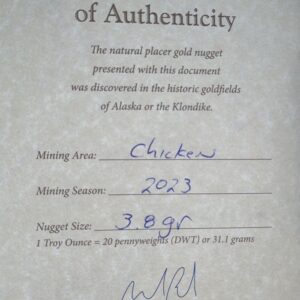 of Authenticity
The natural placer gold nugget
presented with this document
was discovered in the historic goldfields
of Alaska or the Klondike.
Mining Area: Chicken
Mining Season: 2023
Nugget Size: 3.8gr
1 Troy Ounce = 20 pennyweights (DWT) or 31.1 grams